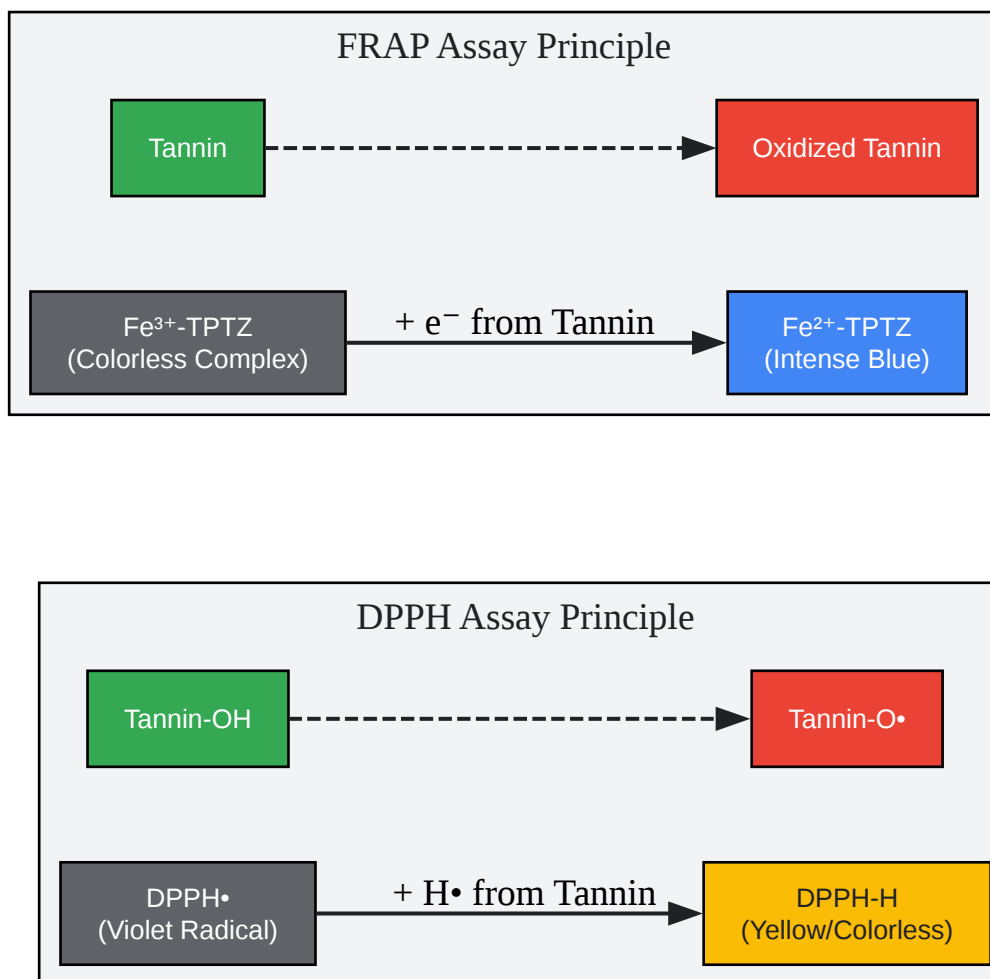 FRAP Assay Principle
Tannin
Oxidized Tannin
Fe³⁺-TPTZ
(Colorless Complex)
+ e⁻ from Tannin
Fe²⁺-TPTZ
(Intense Blue)
DPPH Assay Principle
Tannin-OH
Tannin-O•
DPPH•
(Violet Radical)
+ H• from Tannin
DPPH-H
(Yellow/Colorless)